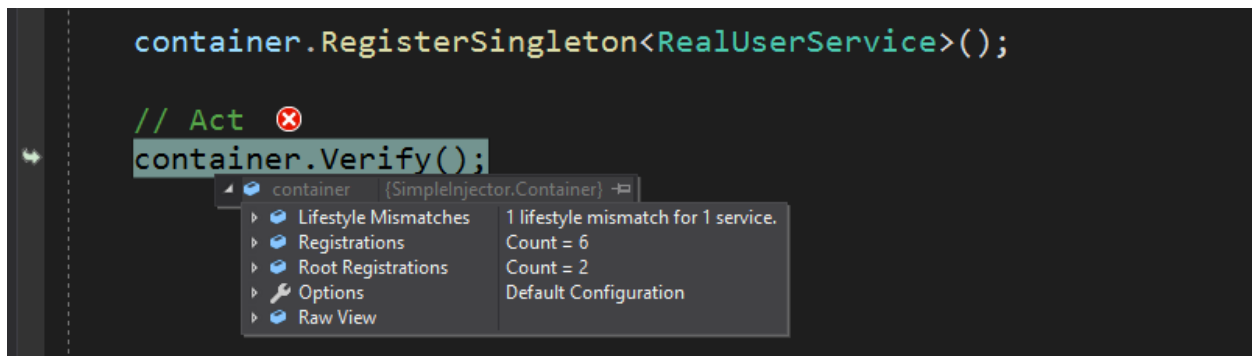 container.RegisterSingleton<RealUserService>();
// Act
container.Verify();
container {SimpleInjector.Container}
Lifestyle Mismatches 1 lifestyle mismatch for 1 service.
Registrations Count = 6
Root Registrations Count = 2
Options Default Configuration
Raw View